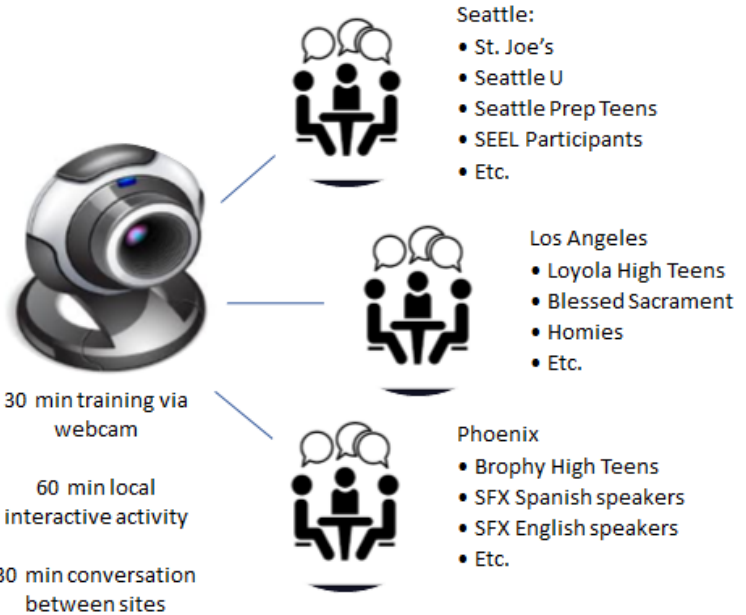 Seattle:
• St. Joe's
• Seattle U
• Seattle Prep Teens
• SEEL Participants
• Etc.
Los Angeles
• Loyola High Teens
• Blessed Sacrament
• Homies
• Etc.
30 min training via
webcam
60 min local
interactive activity
30 min conversation
between sites
Phoenix
• Brophy High Teens
• SFX Spanish speakers
• SFX English speakers
• Etc.